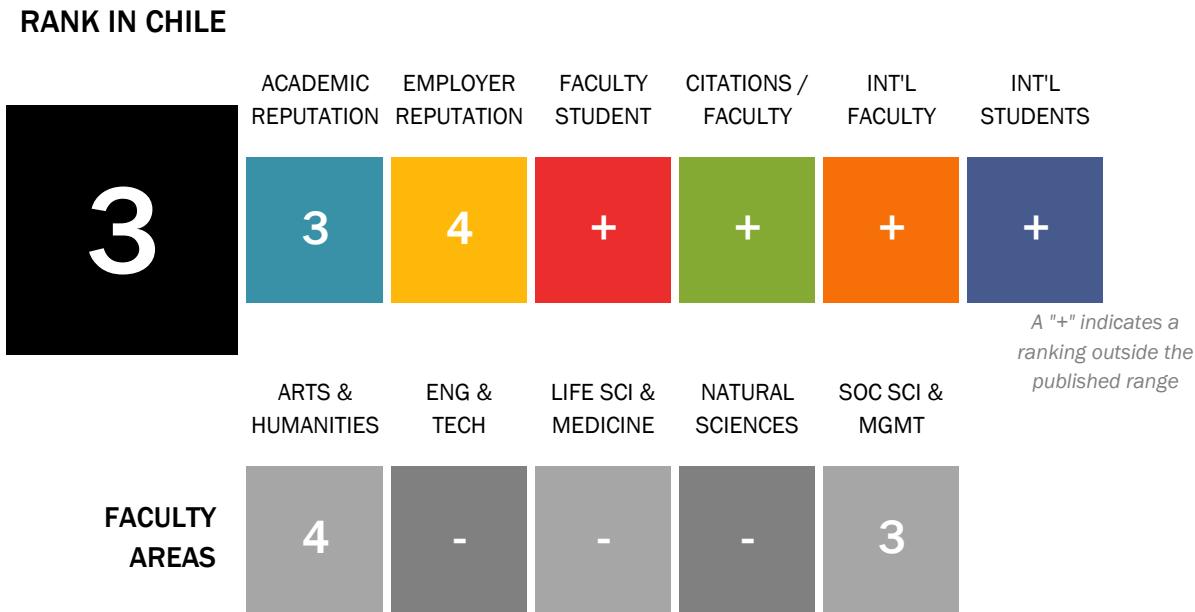 RANK IN CHILE
3
ACADEMIC
REPUTATION
EMPLOYER
REPUTATION
FACULTY
STUDENT
CITATIONS /
FACULTY
INT'L
FACULTY
INT'L
STUDENTS
3
4
+
+
+
+
A "+" indicates a
ranking outside the
published range
ARTS &
HUMANITIES
ENG &
TECH
LIFE SCI &
MEDICINE
NATURAL
SCIENCES
SOC SCI &
MGMT
FACULTY
AREAS
4
-
-
-
3